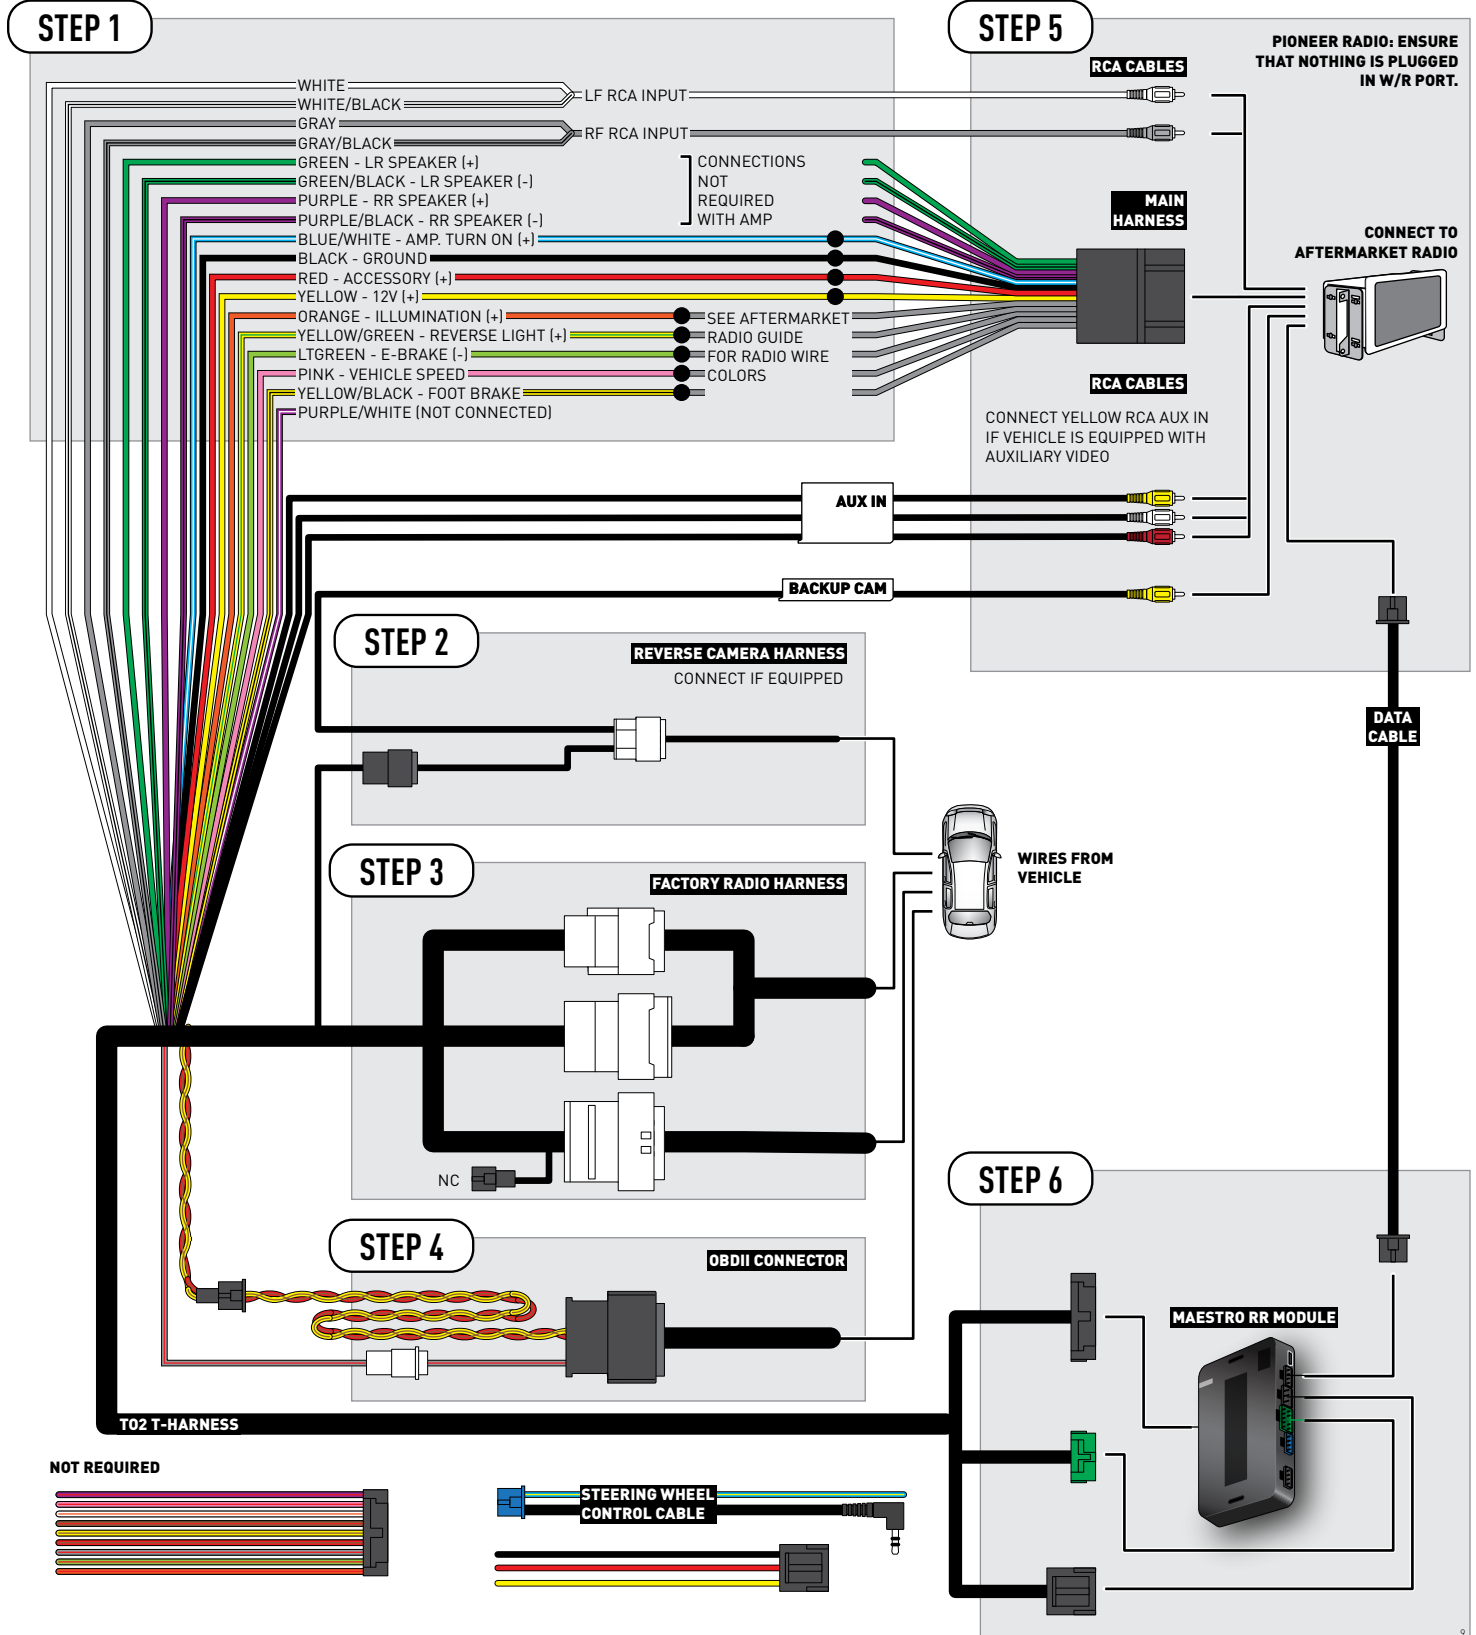 STEP 1
WHITE
WHITE/BLACK
LF RCA INPUT
GRAY
GRAY/BLACK
RF RCA INPUT
GREEN - LR SPEAKER (+)
GREEN/BLACK - LR SPEAKER (-)
PURPLE - RR SPEAKER (+)
PURPLE/BLACK - RR SPEAKER (-)
CONNECTIONS
NOT
REQUIRED
WITH AMP
BLUE/WHITE - AMP. TURN ON (+)
BLACK - GROUND
RED - ACCESSORY (+)
YELLOW - 12V (+)
ORANGE - ILLUMINATION (+)
YELLOW/GREEN - REVERSE LIGHT (+)
LTGREEN - E-BRAKE (-)
PINK - VEHICLE SPEED
YELLOW/BLACK - FOOT BRAKE
PURPLE/WHITE (NOT CONNECTED)
SEE AFTERMARKET
RADIO GUIDE
FOR RADIO WIRE
COLORS
STEP 5
PIONEER RADIO: ENSURE
THAT NOTHING IS PLUGGED
IN W/R PORT.
RCA CABLES
MAIN
HARNESS
CONNECT TO
AFTERMARKET RADIO
RCA CABLES
CONNECT YELLOW RCA AUX IN
IF VEHICLE IS EQUIPPED WITH
AUXILIARY VIDEO
AUX IN
BACKUP CAM
DATA
CABLE
STEP 2
REVERSE CAMERA HARNESS
CONNECT IF EQUIPPED
WIRES FROM
VEHICLE
STEP 3
FACTORY RADIO HARNESS
NC
STEP 4
OBDII CONNECTOR
TO2 T-HARNESS
STEP 6
MAESTRO RR MODULE
NOT REQUIRED
STEERING WHEEL
CONTROL CABLE
9